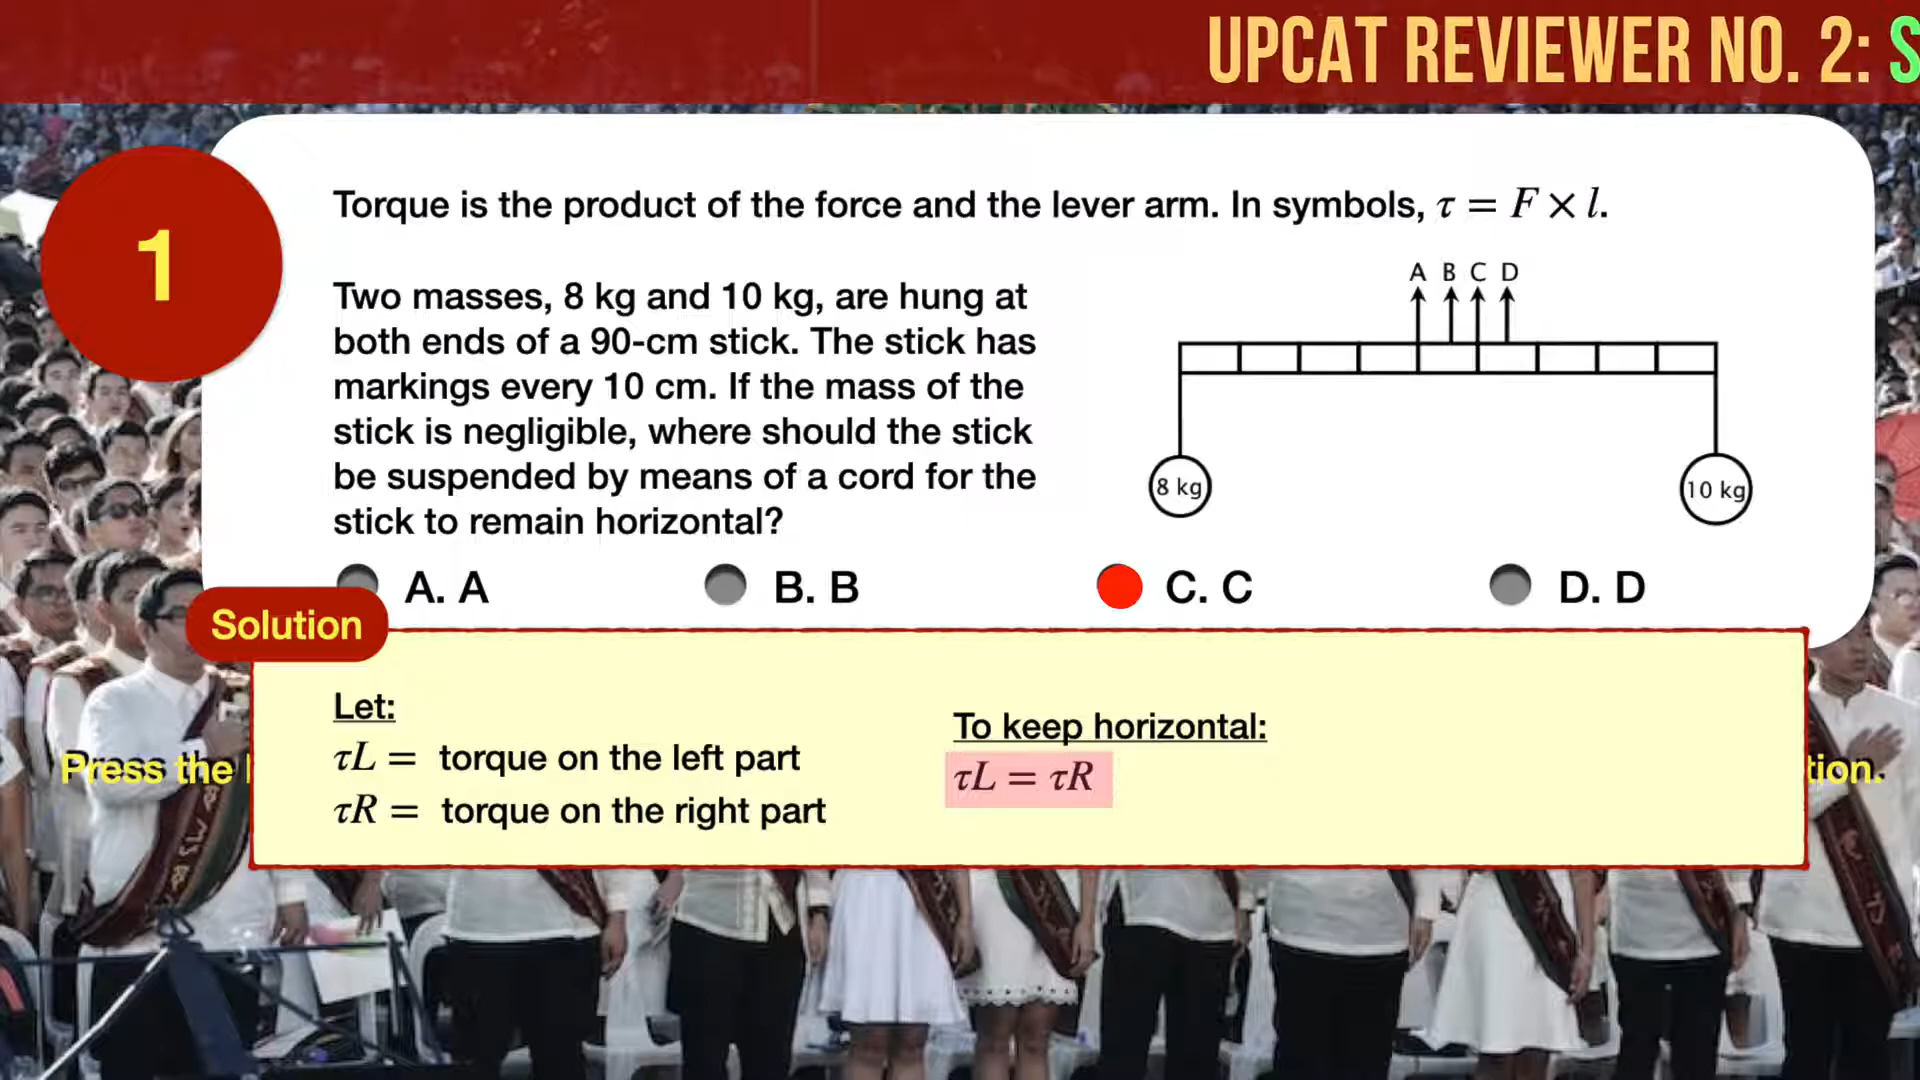 UPCAT REVIEWER NO. 2: S
1
Torque is the product of the force and the lever arm. In symbols, τ = F × l.
Two masses, 8 kg and 10 kg, are hung at
both ends of a 90-cm stick. The stick has
markings every 10 cm. If the mass of the
stick is negligible, where should the stick
be suspended by means of a cord for the
stick to remain horizontal?
A B C D
8 kg
10 kg
A. A
B. B
C. C
D. D
Solution
Let:
τL = torque on the left part
τR = torque on the right part
To keep horizontal:
τL = τR
Press the
tion.